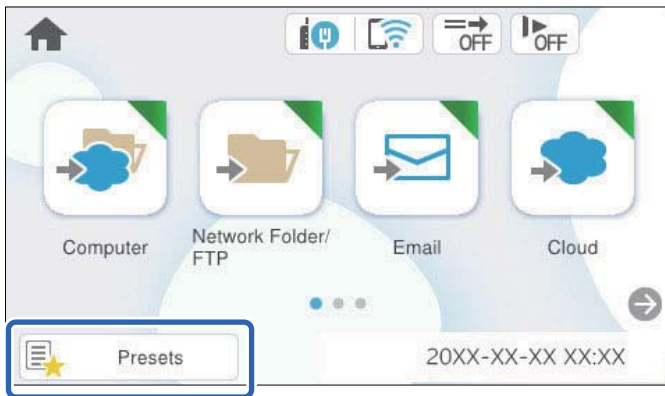 OFF
OFF
Computer
Network Folder/
FTP
Email
Cloud
Presets
20XX-XX-XX XX:XX